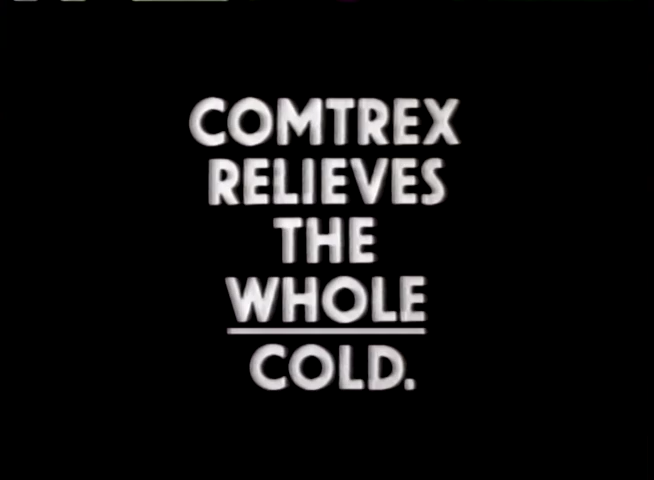 COMTREX
RELIEVES
THE
WHOLE
COLD.